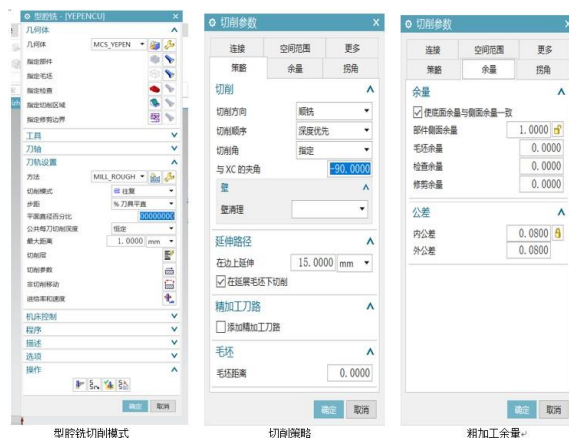 型腔铣 - [YEPENCU]
几何体
几何体 MCS_YEPEN
指定部件
指定毛坯
指定检查
指定切削区域
指定修剪边界
工具
刀轴
刀轨设置
方法 MILL_ROUGH
切削模式 往复
步距 % 刀具平直
平面直径百分比 00000000
公共每刀切削深度 恒定
最大距离 1.0000 mm
切削层
切削参数
非切削移动
进给率和速度
机床控制
程序
描述
选项
操作
确定 取消
型腔铣切削模式
切削参数
连接 空间范围 更多
策略 余量 拐角
切削
切削方向 顺铣
切削顺序 深度优先
切削角 指定
与 XC 的夹角 -90.0000
壁
壁清理
延伸路径
在边上延伸 15.0000 mm
在延展毛坯下切削
精加工刀路
添加精加工刀路
毛坯
毛坯距离 0.0000
确定 取消
切削策略
切削参数
连接 空间范围 更多
策略 余量 拐角
余量
使底面余量与侧面余量一致
部件侧面余量 1.0000
毛坯余量 0.0000
检查余量 0.0000
修剪余量 0.0000
公差
内公差 0.0800
外公差 0.0800
确定 取消
粗加工余量